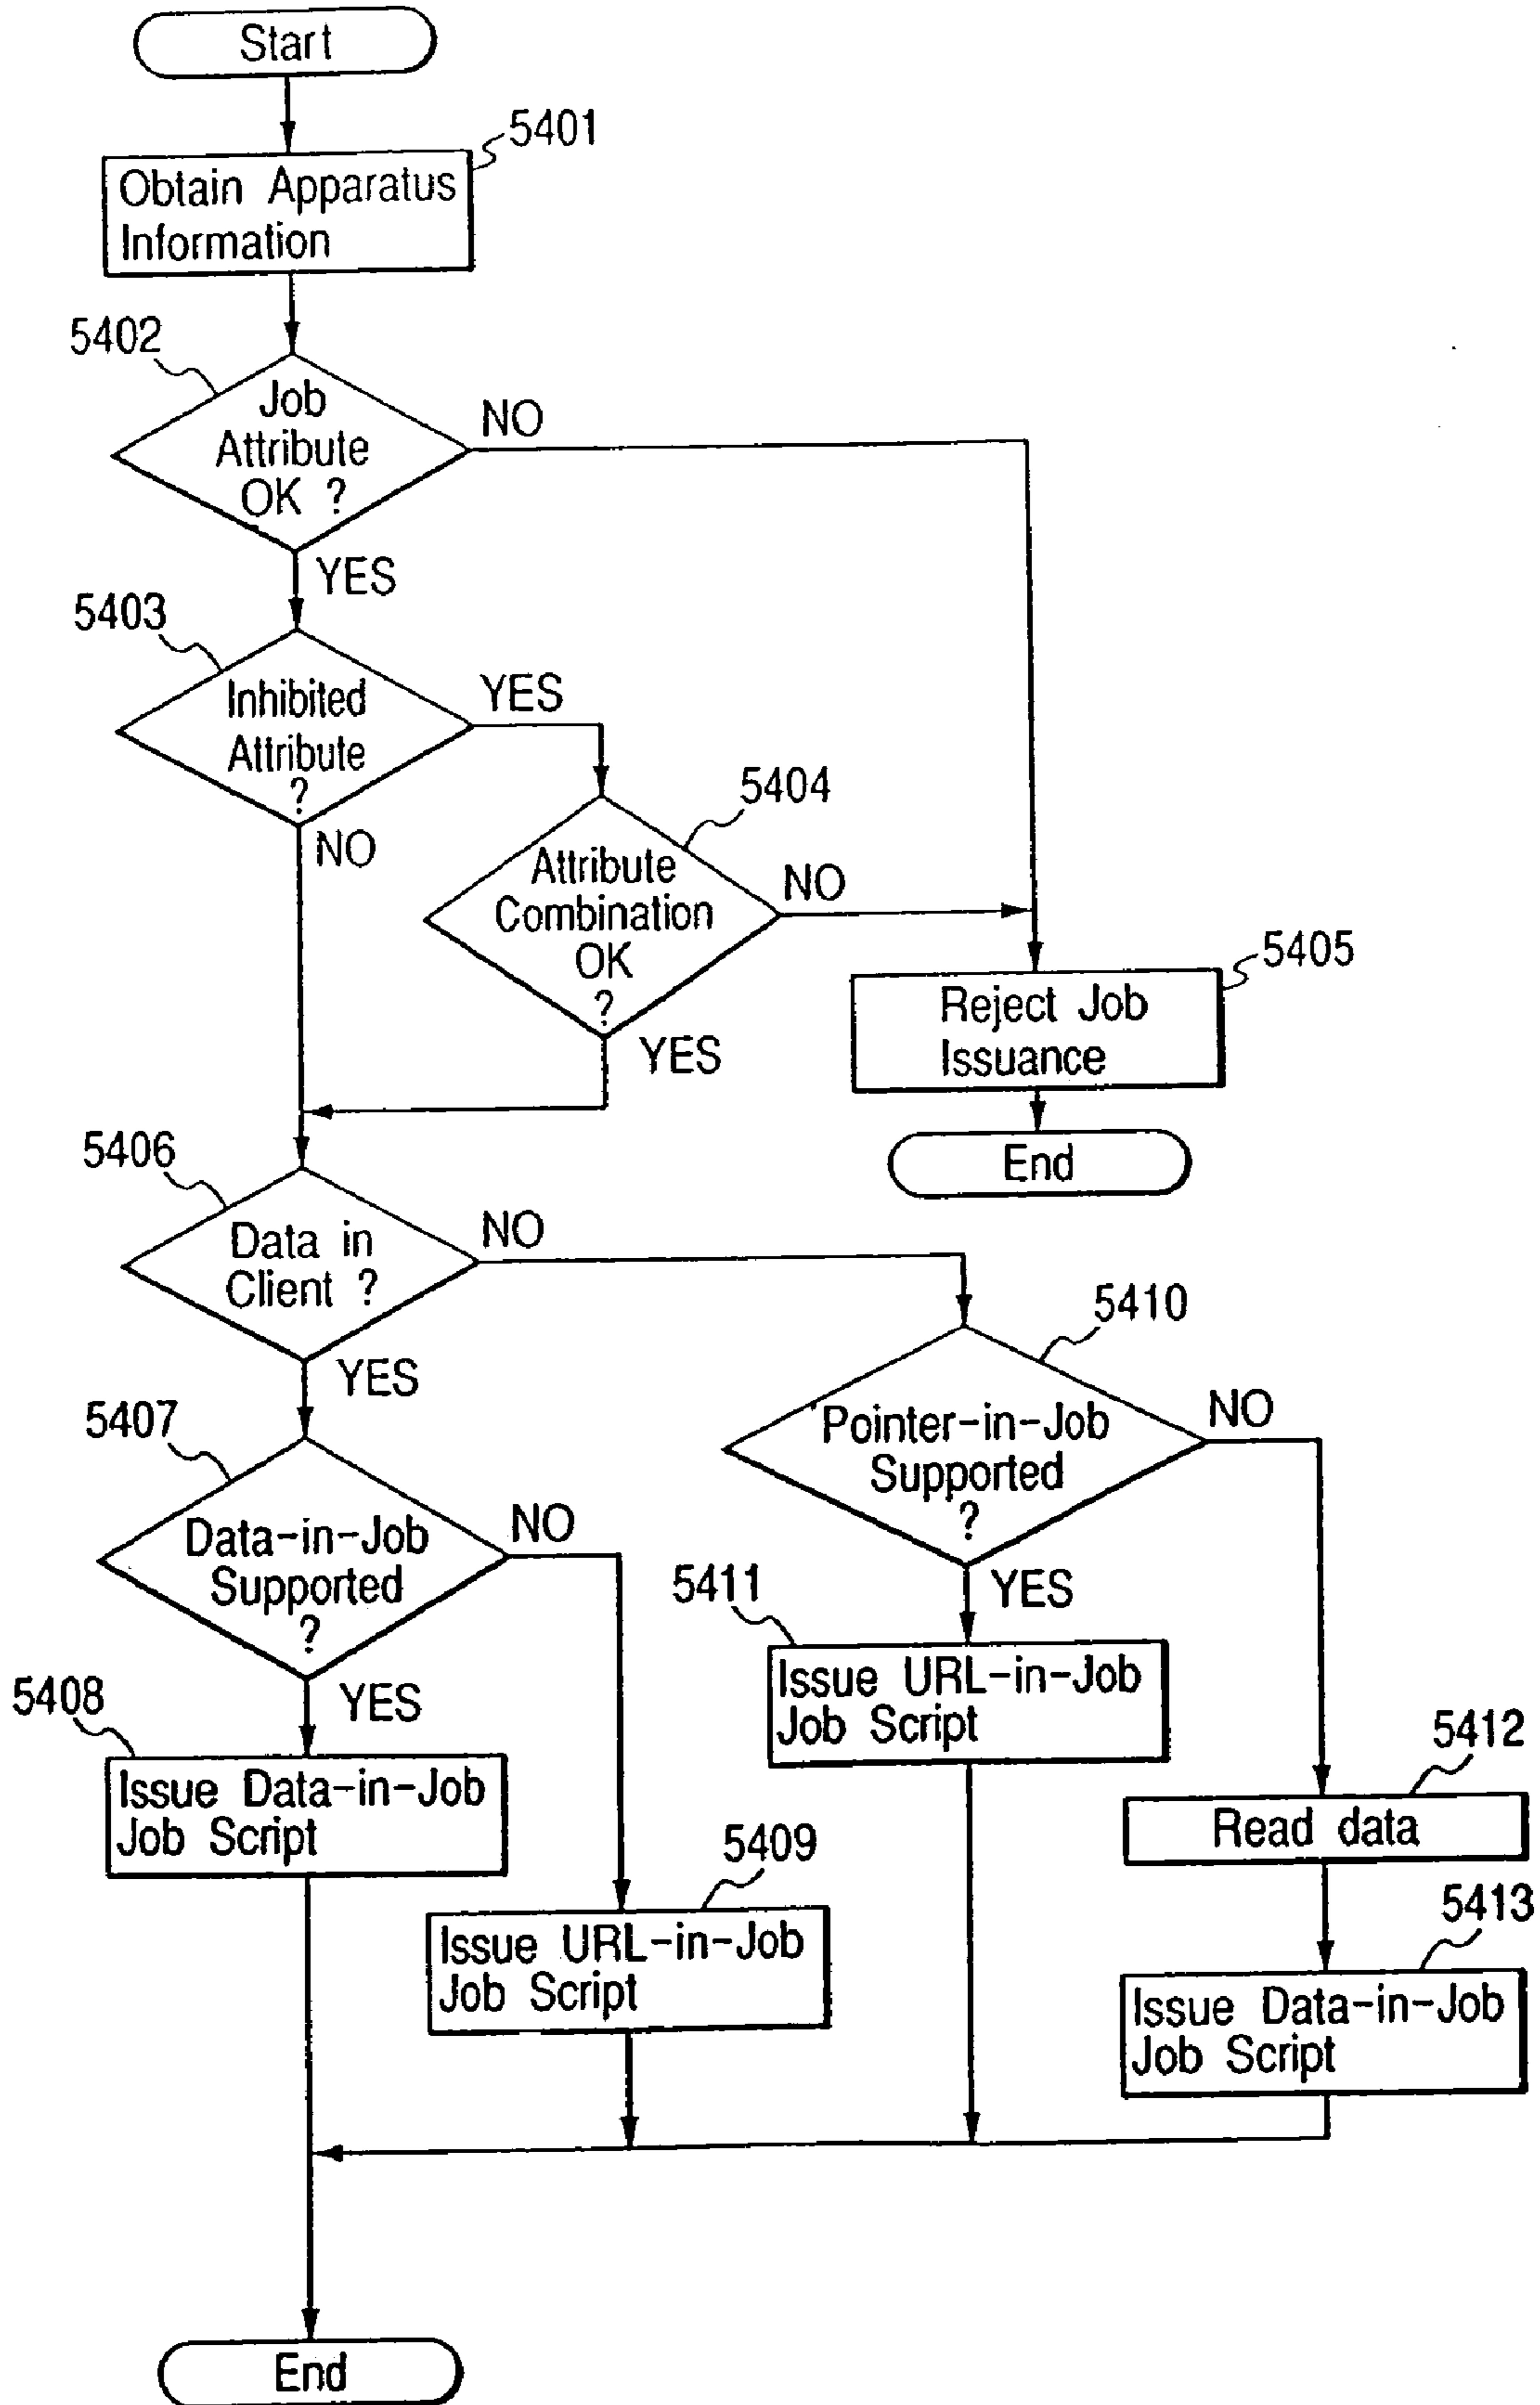 Start
5401
Obtain Apparatus
Information
5402
Job
Attribute
OK ?
NO
YES
5403
Inhibited
Attribute
?
YES
NO
5404
Attribute
Combination
OK
?
NO
YES
5405
Reject Job
Issuance
End
5406
Data in
Client ?
NO
YES
5410
Pointer-in-Job
Supported
?
NO
YES
5407
Data-in-Job
Supported
?
NO
YES
5411
Issue URL-in-Job
Job Script
5408
Issue Data-in-Job
Job Script
5412
Read data
5409
Issue URL-in-Job
Job Script
5413
Issue Data-in-Job
Job Script
End